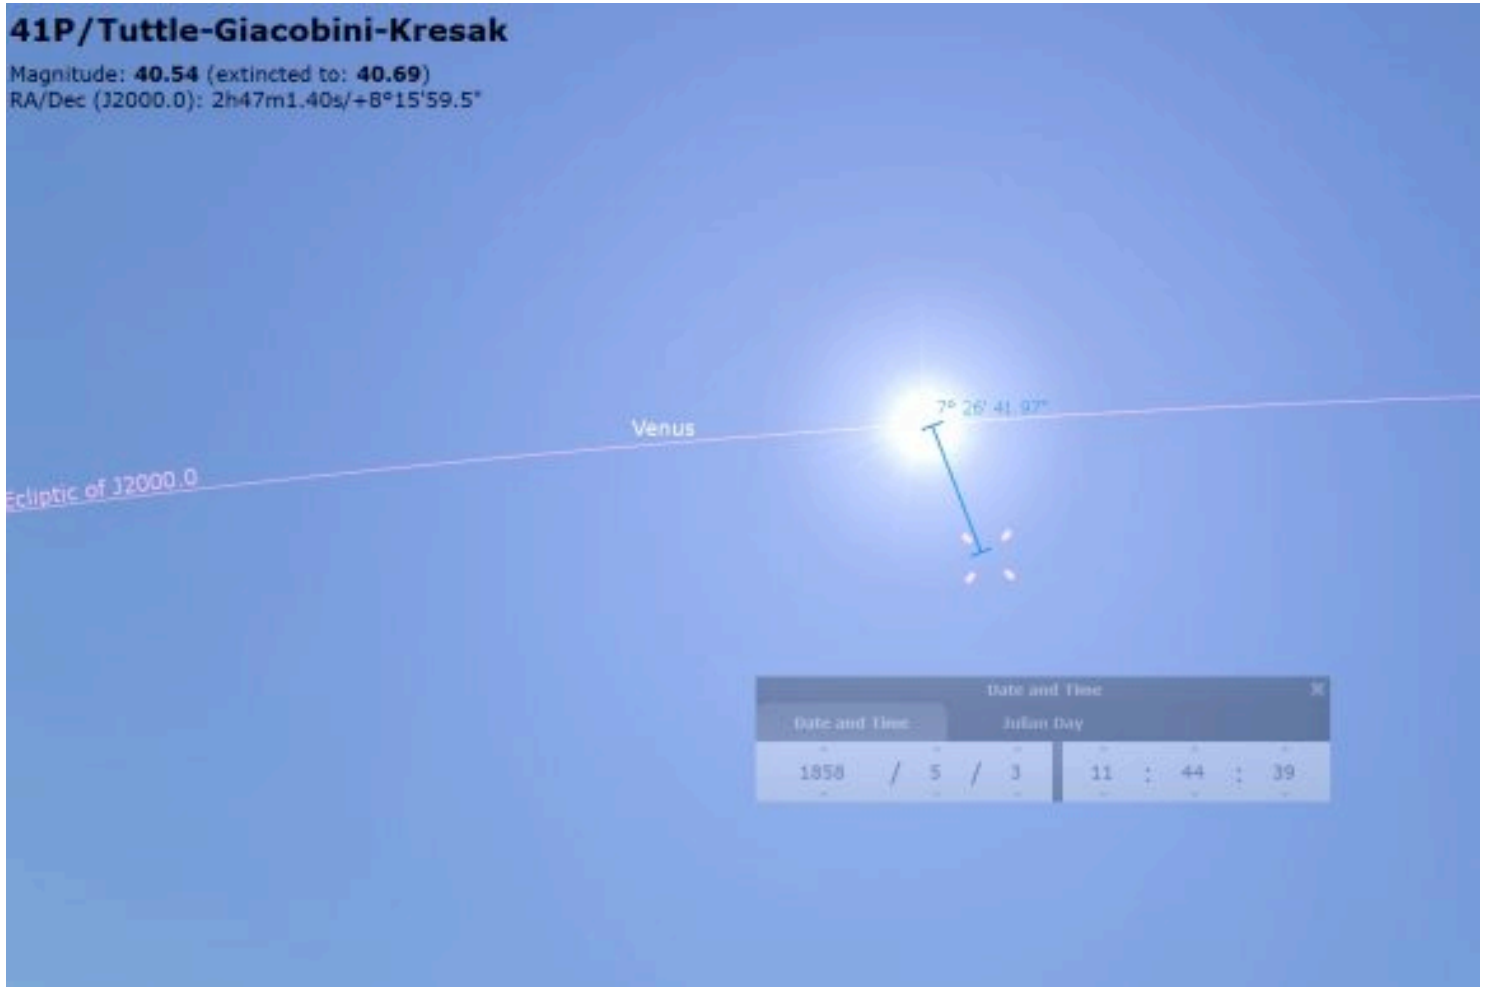 41P/Tuttle-Giacobini-Kresak
Magnitude: 40.54 (extincted to: 40.69)
RA/Dec (J2000.0): 2h47m1.40s/+8°15'59.5"
7° 26' 41.97"
Venus
Ecliptic of J2000.0
Date and Time
Date and Time Julian Day
1858 / 5 / 3 11 : 44 : 39